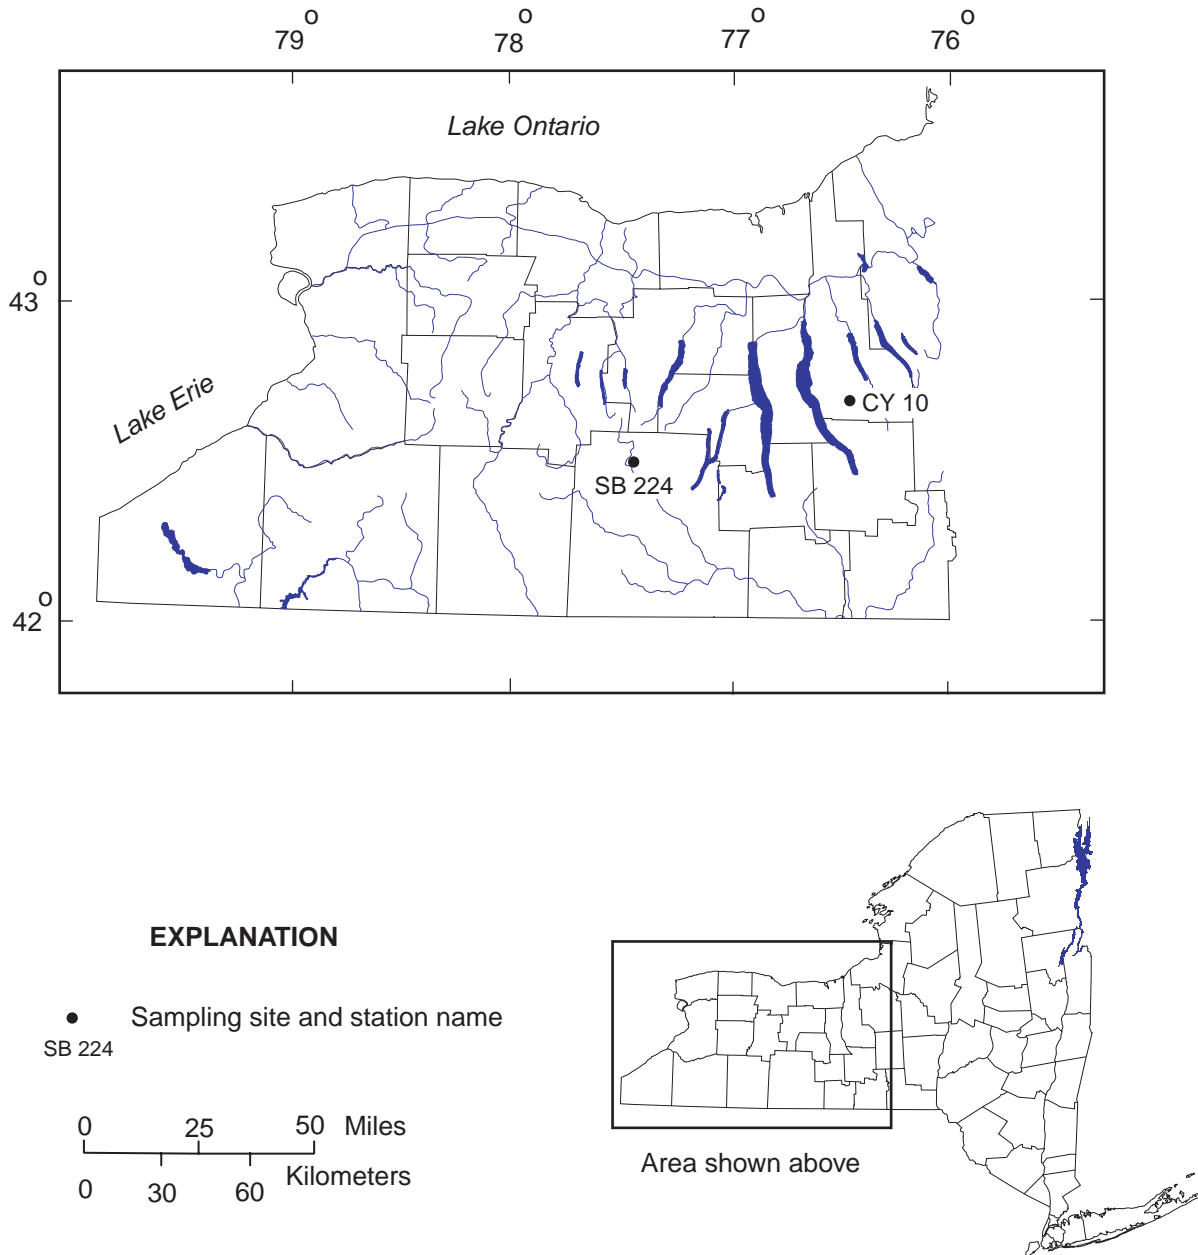 79° 78° 77° 76°
Lake Ontario
43°
Lake Erie
CY 10
SB 224
42°
EXPLANATION
Sampling site and station name
SB 224
0 25 50 Miles
0 30 60 Kilometers
Area shown above